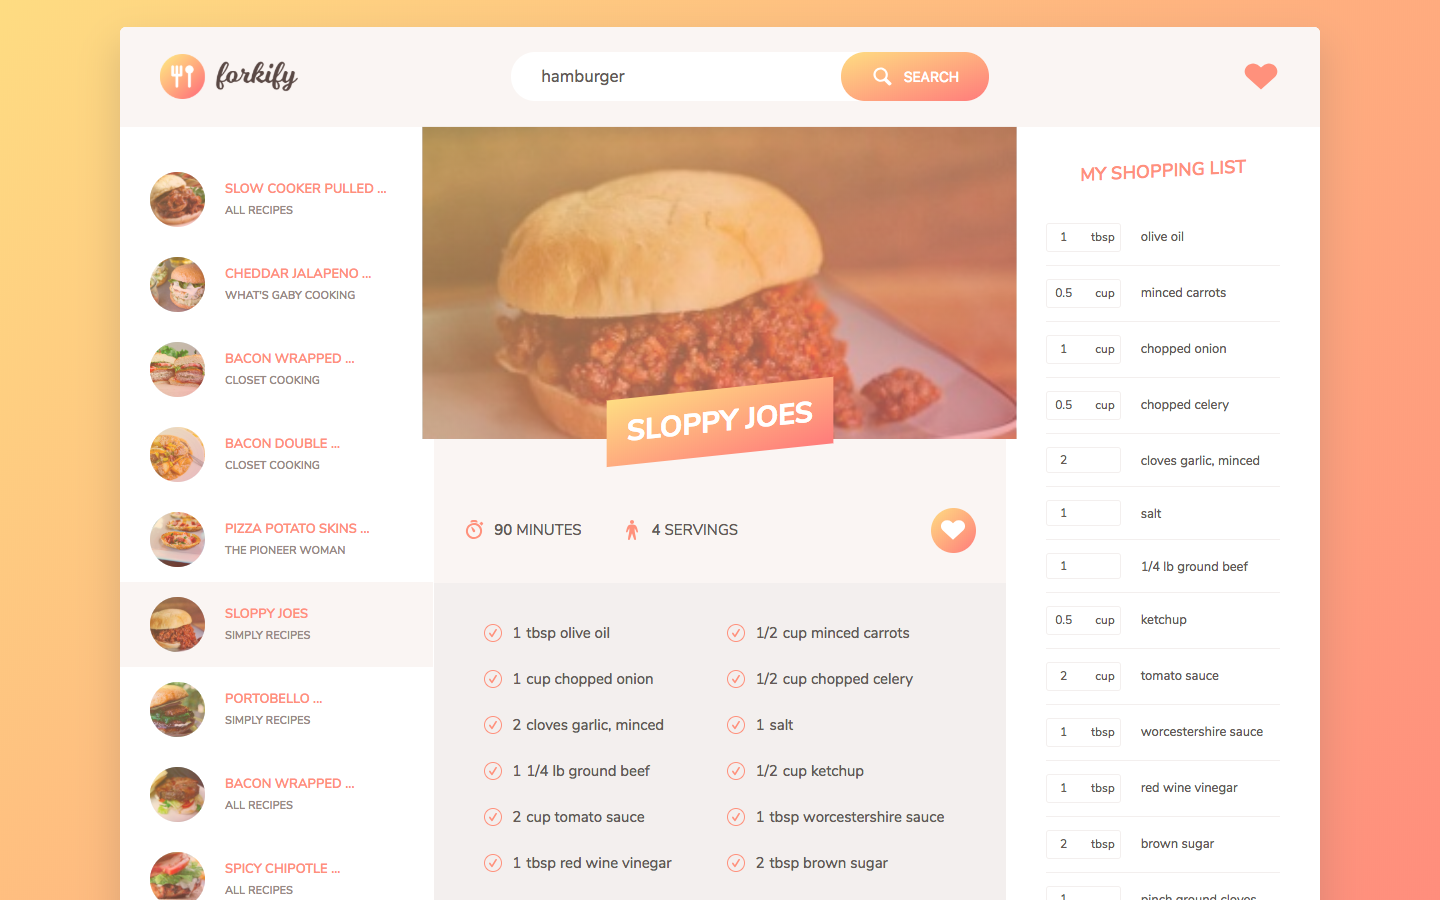 forkify
hamburger
SEARCH
SLOW COOKER PULLED ...
ALL RECIPES
CHEDDAR JALAPENO ...
WHAT'S GABY COOKING
BACON WRAPPED ...
CLOSET COOKING
BACON DOUBLE ...
CLOSET COOKING
PIZZA POTATO SKINS ...
THE PIONEER WOMAN
SLOPPY JOES
SIMPLY RECIPES
PORTOBELLO ...
SIMPLY RECIPES
BACON WRAPPED ...
ALL RECIPES
SPICY CHIPOTLE ...
ALL RECIPES
SLOPPY JOES
90 MINUTES
4 SERVINGS
1 tbsp olive oil
1/2 cup minced carrots
1 cup chopped onion
1/2 cup chopped celery
2 cloves garlic, minced
1 salt
1 1/4 lb ground beef
1/2 cup ketchup
2 cup tomato sauce
1 tbsp worcestershire sauce
1 tbsp red wine vinegar
2 tbsp brown sugar
MY SHOPPING LIST
1 tbsp olive oil
0.5 cup minced carrots
1 cup chopped onion
0.5 cup chopped celery
2 cloves garlic, minced
1 salt
1 1/4 lb ground beef
0.5 cup ketchup
2 cup tomato sauce
1 tbsp worcestershire sauce
1 tbsp red wine vinegar
2 tbsp brown sugar
1 pinch ground cloves